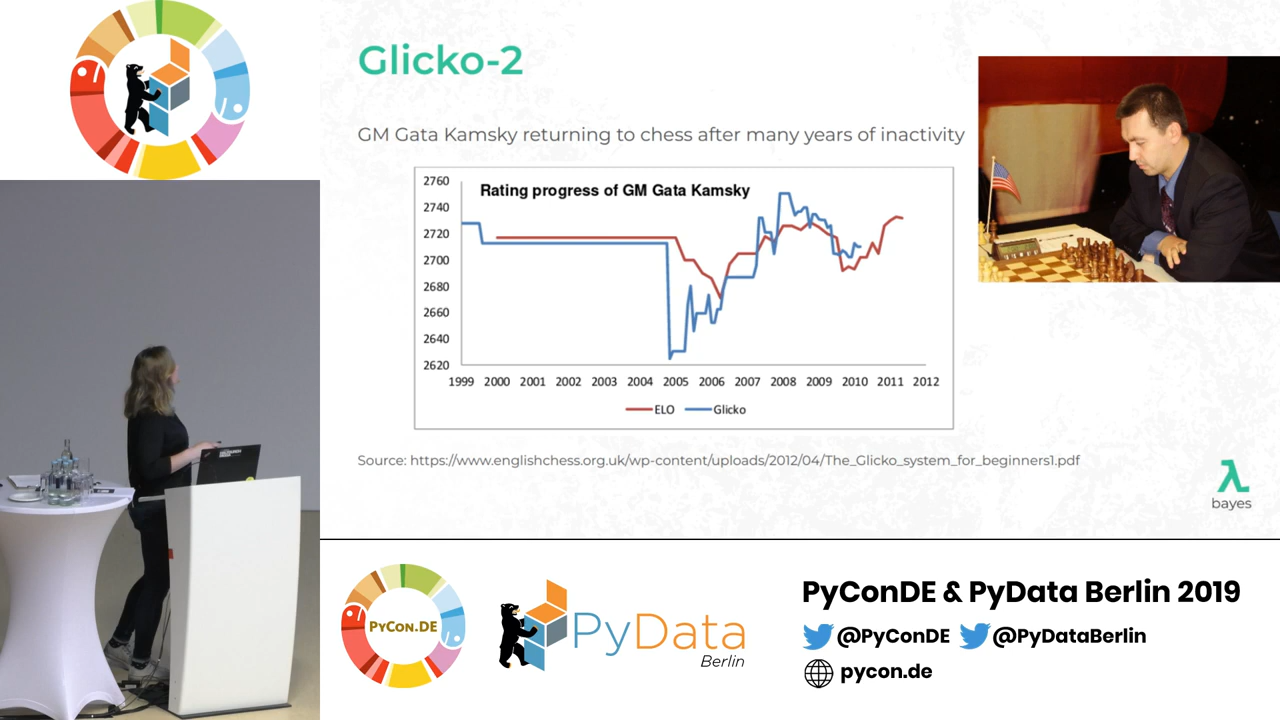 Glicko-2
GM Gata Kamsky returning to chess after many years of inactivity
Rating progress of GM Gata Kamsky
2760
2740
2720
2700
2680
2660
2640
2620
1999 2000 2001 2002 2003 2004 2005 2006 2007 2008 2009 2010 2011 2012
ELO Glicko
Source: https://www.englishchess.org.uk/wp-content/uploads/2012/04/The_Glicko_system_for_beginners1.pdf
λ
bayes
PYCON.DE
PyData
Berlin
PyConDE & PyData Berlin 2019
@PyConDE @PyDataBerlin
pycon.de